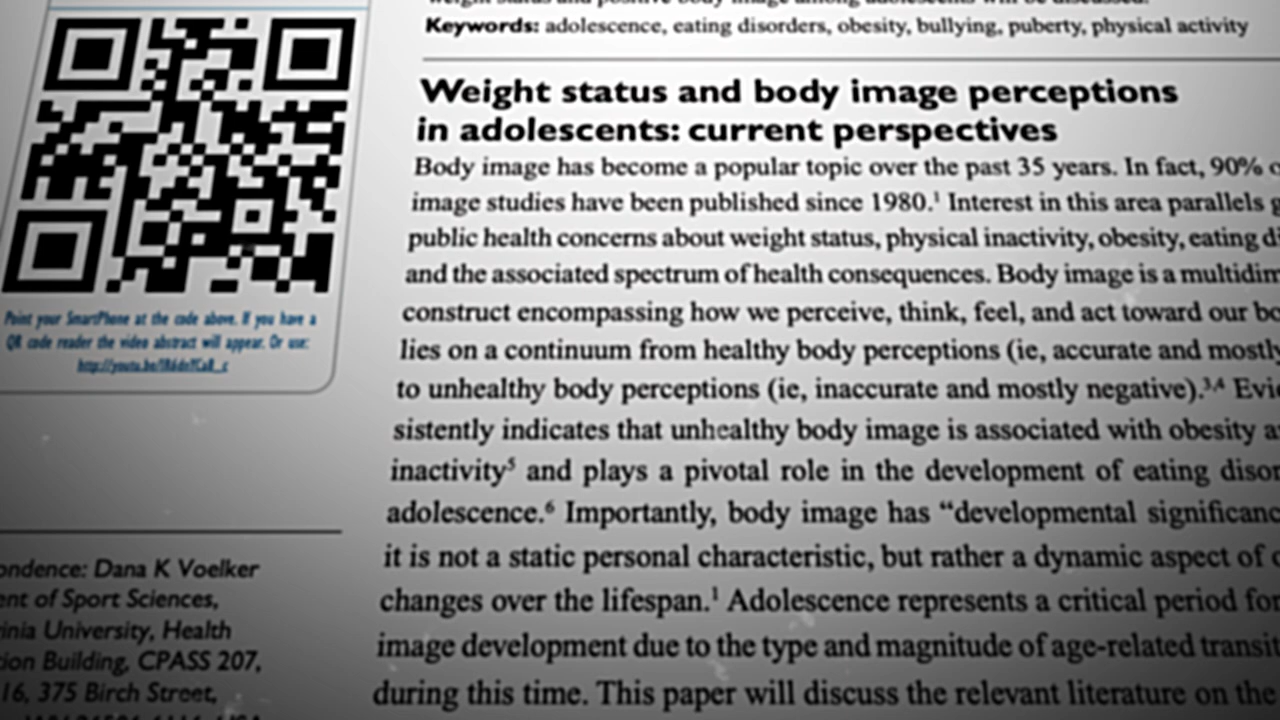 Keywords: adolescence, eating disorders, obesity, bullying, puberty, physical activity
Weight status and body image perceptions
in adolescents: current perspectives
Body image has become a popular topic over the past 35 years. In fact, 90%
image studies have been published since 1980.¹ Interest in this area parallels
public health concerns about weight status, physical inactivity, obesity, eating di
and the associated spectrum of health consequences. Body image is a multidim
construct encompassing how we perceive, think, feel, and act toward our bo
lies on a continuum from healthy body perceptions (ie, accurate and mostly
to unhealthy body perceptions (ie, inaccurate and mostly negative).³,⁴ Evi
sistently indicates that unhealthy body image is associated with obesity a
inactivity⁵ and plays a pivotal role in the development of eating disor
adolescence.⁶ Importantly, body image has “developmental significanc
it is not a static personal characteristic, but rather a dynamic aspect of
changes over the lifespan.¹ Adolescence represents a critical period for
image development due to the type and magnitude of age-related transit
during this time. This paper will discuss the relevant literature on the
Point your SmartPhone at the code above. If you have a
QR code reader the video abstract will appear. Or use:
ondence: Dana K Voelker
ent of Sport Sciences,
inia University, Health
ion Building, CPASS 207,
16, 375 Birch Street,